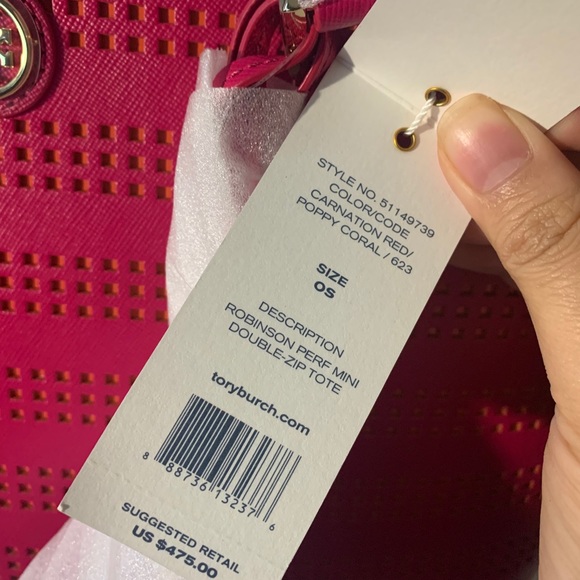 STYLE NO. 51149739
COLOR/CODE
CARNATION RED/
POPPY CORAL / 623
SIZE
OS
DESCRIPTION
ROBINSON PERF MINI
DOUBLE-ZIP TOTE
toryburch.com
8 88736 13237 6
SUGGESTED RETAIL
US $475.00